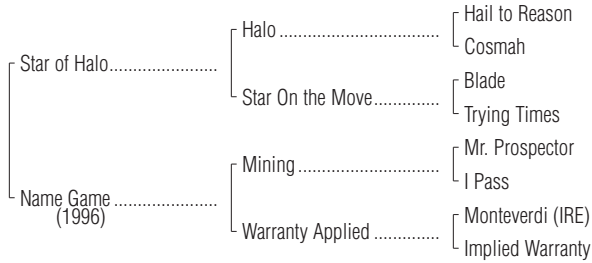 Hail to Reason
Halo ................................
Cosmah
Star of Halo......................
Blade
Star On the Move.............
Trying Times
Mr. Prospector
Mining ............................
I Pass
Name Game .....................
(1996)
Monteverdi (IRE)
Warranty Applied .............
Implied Warranty